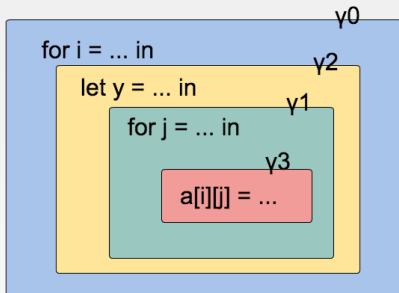 γ0
for i = ... in
γ2
let y = ... in
γ1
for j = ... in
γ3
a[i][j] = ...